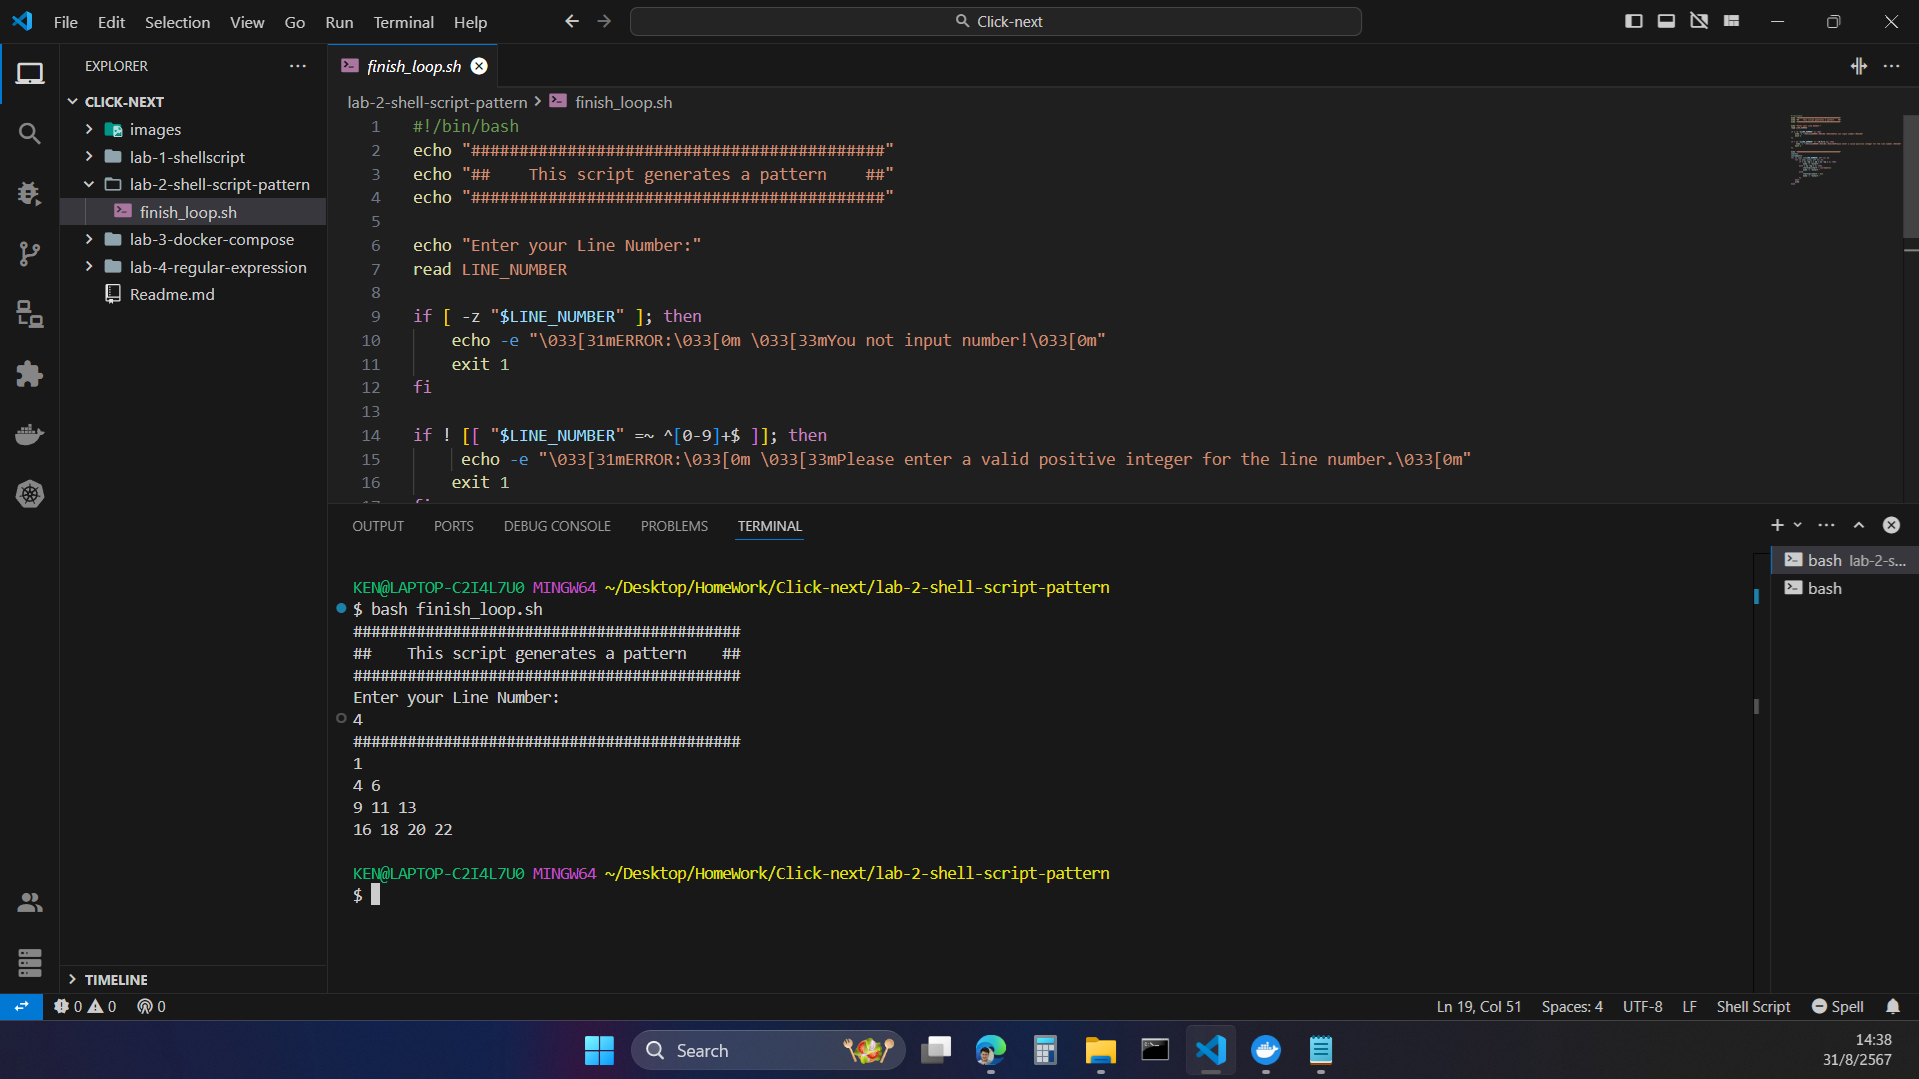 File Edit Selection View Go Run Terminal Help
Click-next
EXPLORER
CLICK-NEXT
images
lab-1-shellscript
lab-2-shell-script-pattern
finish_loop.sh
lab-3-docker-compose
lab-4-regular-expression
Readme.md
TIMELINE
finish_loop.sh
lab-2-shell-script-pattern > finish_loop.sh
1 #!/bin/bash
2 echo "###########################################"
3 echo "##    This script generates a pattern    ##"
4 echo "###########################################"
5
6 echo "Enter your Line Number:"
7 read LINE_NUMBER
8
9 if [ -z "$LINE_NUMBER" ]; then
10     echo -e "\033[31mERROR:\033[0m \033[33mYou not input number!\033[0m"
11     exit 1
12 fi
13
14 if ! [[ "$LINE_NUMBER" =~ ^[0-9]+$ ]]; then
15      echo -e "\033[31mERROR:\033[0m \033[33mPlease enter a valid positive integer for the line number.\033[0m"
16     exit 1
OUTPUT PORTS DEBUG CONSOLE PROBLEMS TERMINAL
bash lab-2-s...
bash
KEN@LAPTOP-C2I4L7U0 MINGW64 ~/Desktop/HomeWork/Click-next/lab-2-shell-script-pattern
$ bash finish_loop.sh
###########################################
##    This script generates a pattern    ##
###########################################
Enter your Line Number:
4
###########################################
1
4 6
9 11 13
16 18 20 22
KEN@LAPTOP-C2I4L7U0 MINGW64 ~/Desktop/HomeWork/Click-next/lab-2-shell-script-pattern
$
0 0 0
Ln 19, Col 51 Spaces: 4 UTF-8 LF Shell Script Spell
Search
14:38
31/8/2567